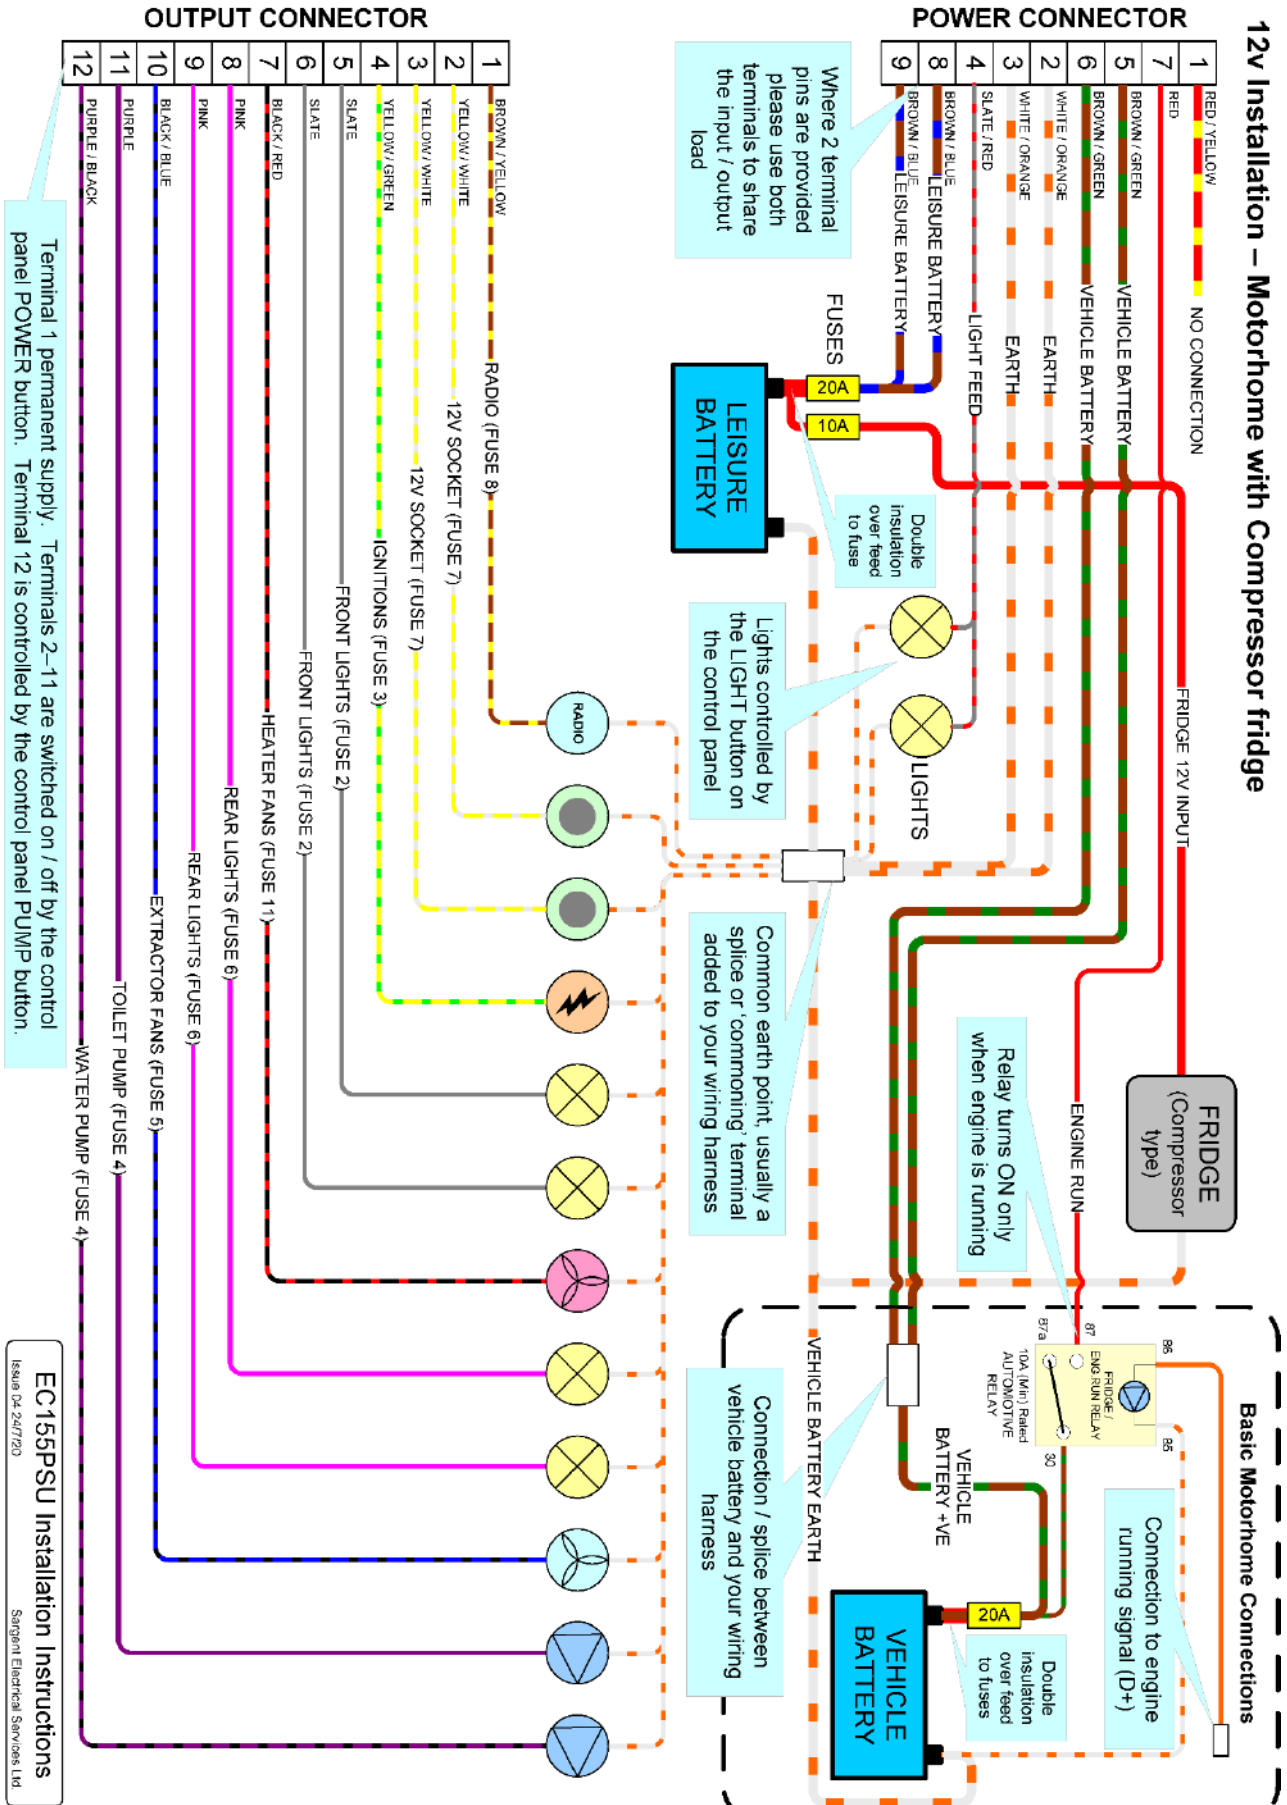 12v Installation – Motorhome with Compressor fridge
POWER CONNECTOR
1
7
5
6
2
3
4
8
9
RED / YELLOW
RED
BROWN / GREEN
BROWN / GREEN
WHITE / ORANGE
WHITE / ORANGE
SLATE / RED
BROWN / BLUE
BROWN / BLUE
NO CONNECTION
VEHICLE BATTERY
VEHICLE BATTERY
EARTH
EARTH
LIGHT FEED
LEISURE BATTERY
LEISURE BATTERY
Where 2 terminal
pins are provided
please use both
terminals to share
the input / output
load
FUSES
20A
10A
LEISURE
BATTERY
Double
insulation
over feed
to fuse
FRIDGE 12V INPUT
FRIDGE
(Compressor
type)
LIGHTS
Lights controlled by
the LIGHT button on
the control panel
Common earth point, usually a
splice or 'commoning' terminal
added to your wiring harness
ENGINE RUN
Relay turns ON only
when engine is running
Basic Motorhome Connections
86
85
87
87a
30
FRIDGE /
ENG.RUN RELAY
10A (Min) Rated
AUTOMOTIVE
RELAY
Connection to engine
running signal (D+)
VEHICLE
BATTERY +VE
VEHICLE BATTERY EARTH
20A
VEHICLE
BATTERY
Double
insulation
over feed
to fuses
Connection / splice between
vehicle battery and your wiring
harness
OUTPUT CONNECTOR
1
2
3
4
5
6
7
8
9
10
11
12
BROWN / YELLOW
YELLOW / WHITE
YELLOW / WHITE
YELLOW / GREEN
SLATE
SLATE
BLACK / RED
PINK
PINK
BLACK / BLUE
PURPLE
PURPLE / BLACK
RADIO (FUSE 8)
12V SOCKET (FUSE 7)
12V SOCKET (FUSE 7)
IGNITIONS (FUSE 3)
FRONT LIGHTS (FUSE 2)
FRONT LIGHTS (FUSE 2)
HEATER FANS (FUSE 11)
REAR LIGHTS (FUSE 6)
REAR LIGHTS (FUSE 6)
EXTRACTOR FANS (FUSE 5)
TOILET PUMP (FUSE 4)
WATER PUMP (FUSE 4)
RADIO
Terminal 1 permanent supply. Terminals 2–11 are switched on / off by the control
panel POWER button. Terminal 12 is controlled by the control panel PUMP button.
EC155PSU Installation Instructions
Issue 04 24/7/20 Sargent Electrical Services Ltd.